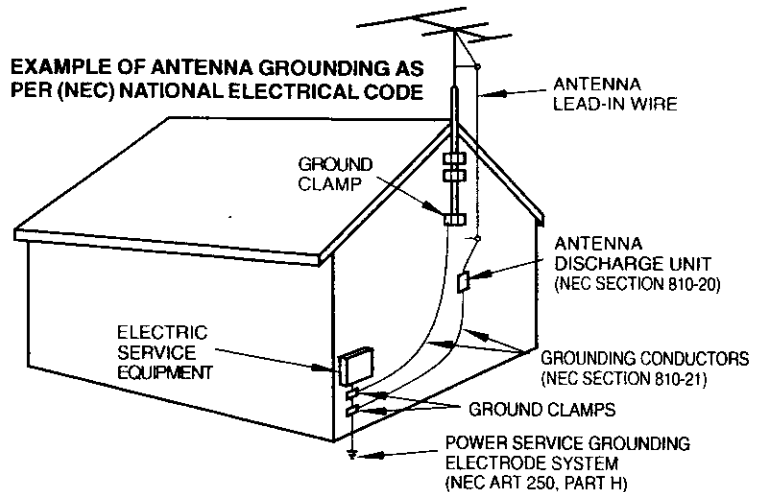 EXAMPLE OF ANTENNA GROUNDING AS
PER (NEC) NATIONAL ELECTRICAL CODE
ANTENNA
LEAD-IN WIRE
GROUND
CLAMP
ANTENNA
DISCHARGE UNIT
(NEC SECTION 810-20)
ELECTRIC
SERVICE
EQUIPMENT
GROUNDING CONDUCTORS
(NEC SECTION 810-21)
GROUND CLAMPS
POWER SERVICE GROUNDING
ELECTRODE SYSTEM
(NEC ART 250, PART H)